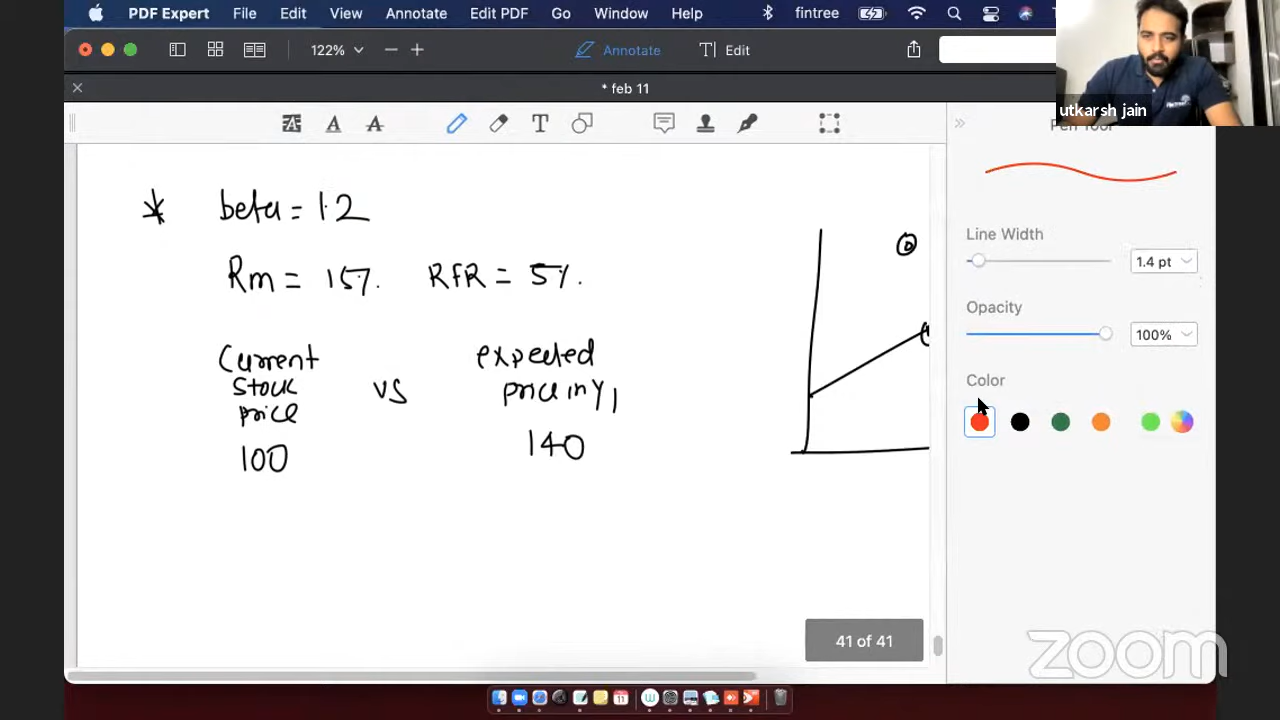 PDF Expert File Edit View Annotate Edit PDF Go Window Help fintree
122% Annotate Edit
* feb 11
utkarsh jain
Pen Tool
* beta = 1.2
Rm = 15%. RFR = 5%.
Line Width
1.4 pt
Opacity
100%
Color
Current stock price vs expected price in Y1
100 140
41 of 41
zoom